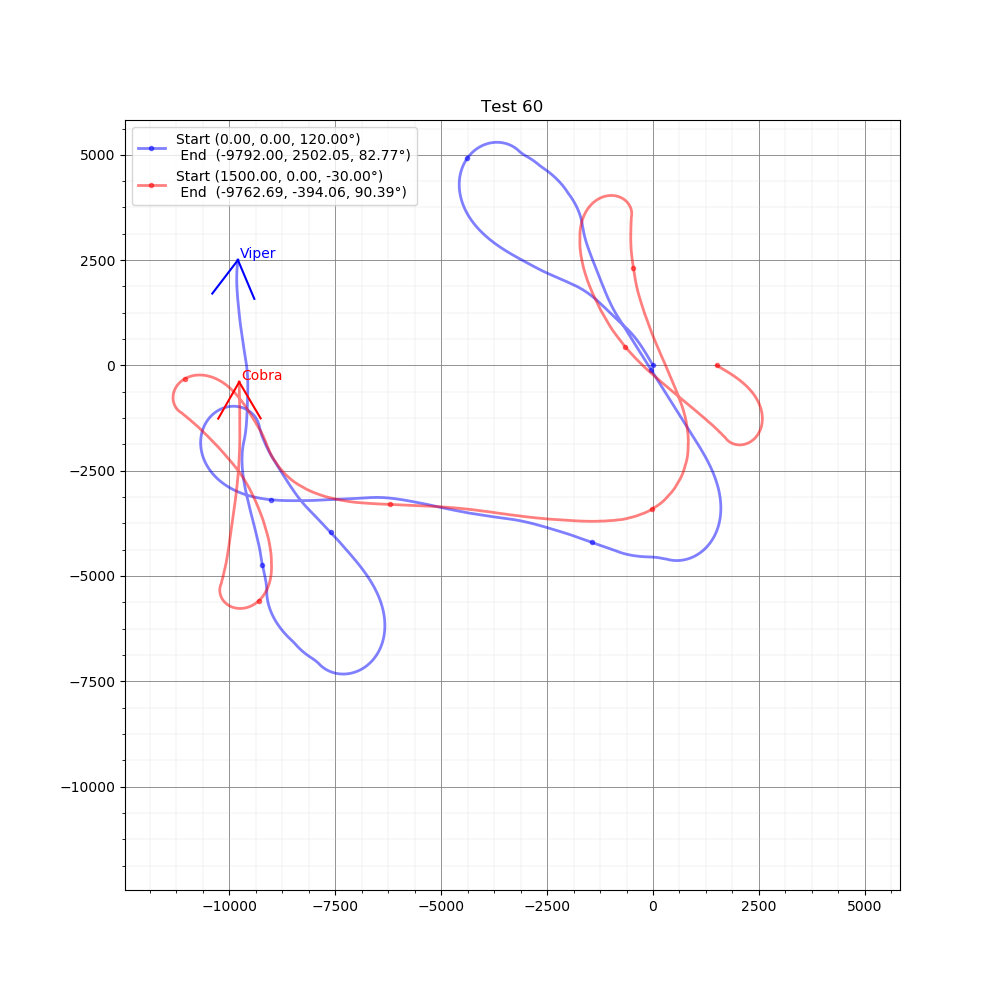 Test 60
Start (0.00, 0.00, 120.00°)
End (-9792.00, 2502.05, 82.77°)
Start (1500.00, 0.00, -30.00°)
End (-9762.69, -394.06, 90.39°)
Viper
Cobra
5000
2500
0
−2500
−5000
−7500
−10000
−10000 −7500 −5000 −2500 0 2500 5000